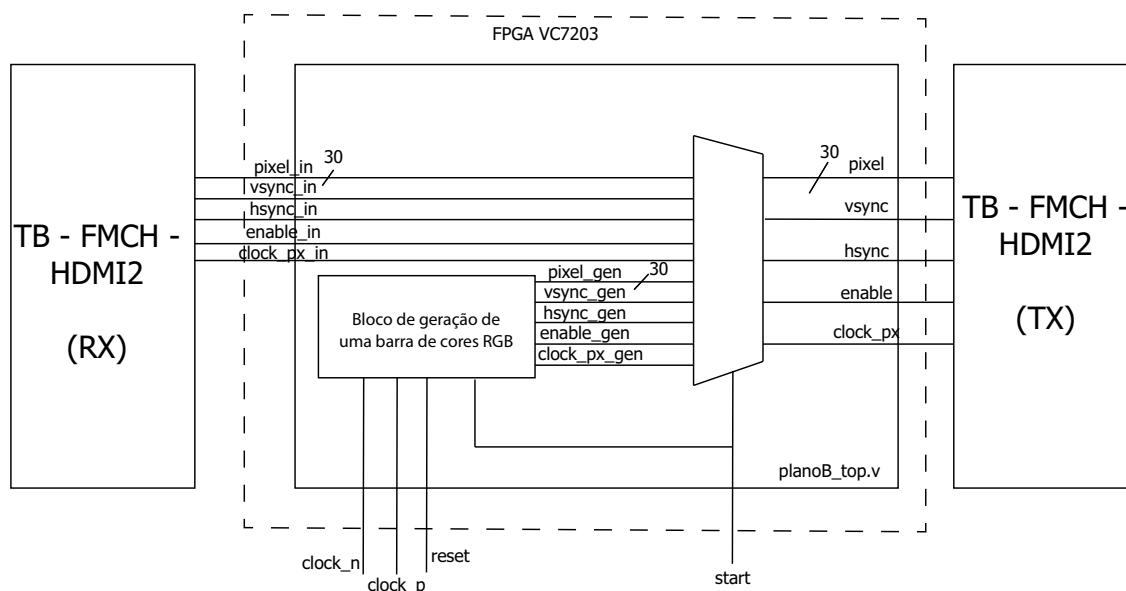 FPGA VC7203
TB - FMCH -
HDMI2
(RX)
pixel_in
30
vsync_in
hsync_in
enable_in
clock_px_in
Bloco de geração de
uma barra de cores RGB
pixel_gen
30
vsync_gen
hsync_gen
enable_gen
clock_px_gen
30
pixel
vsync
hsync
enable
clock_px
TB - FMCH -
HDMI2
(TX)
planoB_top.v
clock_n
clock_p
reset
start